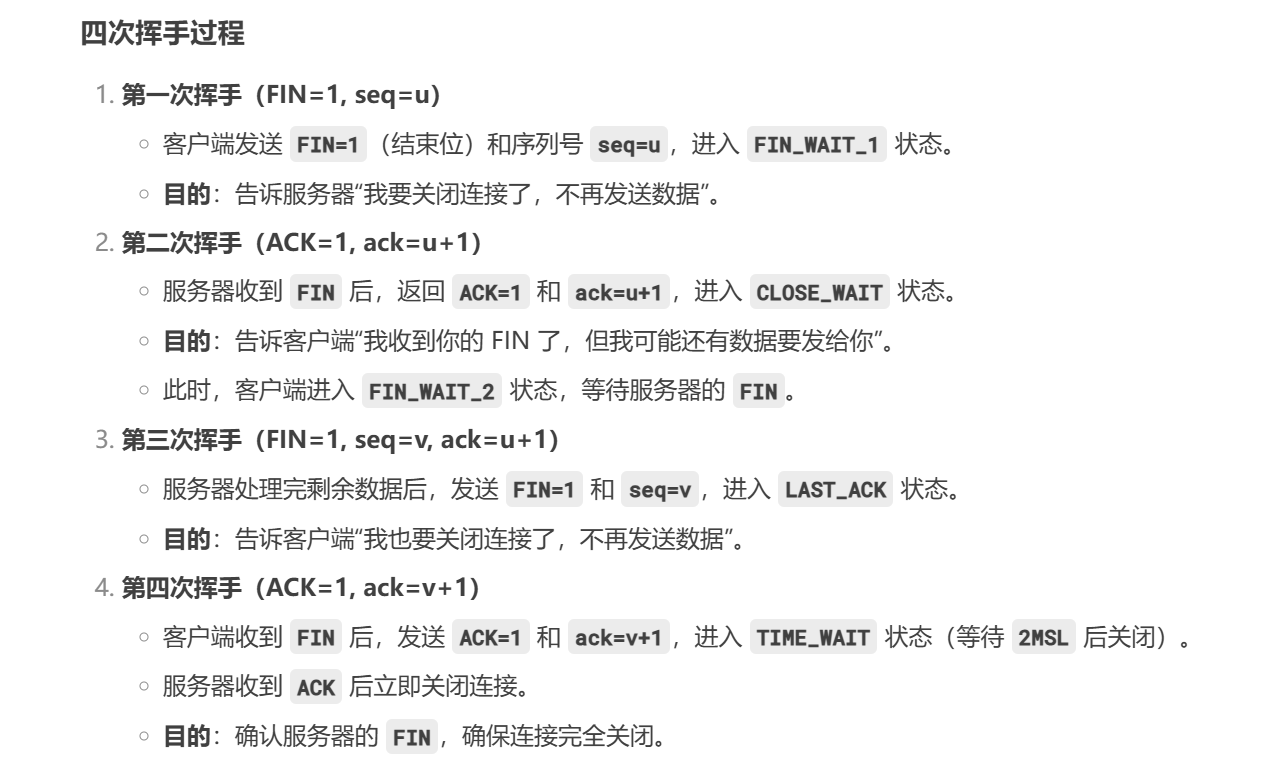 四次挥手过程
1. 第一次挥手（FIN=1, seq=u）
客户端发送 FIN=1（结束位）和序列号 seq=u，进入 FIN_WAIT_1 状态。
目的：告诉服务器“我要关闭连接了，不再发送数据”。
2. 第二次挥手（ACK=1, ack=u+1）
服务器收到 FIN 后，返回 ACK=1 和 ack=u+1，进入 CLOSE_WAIT 状态。
目的：告诉客户端“我收到你的 FIN 了，但我可能还有数据要发给你”。
此时，客户端进入 FIN_WAIT_2 状态，等待服务器的 FIN。
3. 第三次挥手（FIN=1, seq=v, ack=u+1）
服务器处理完剩余数据后，发送 FIN=1 和 seq=v，进入 LAST_ACK 状态。
目的：告诉客户端“我也要关闭连接了，不再发送数据”。
4. 第四次挥手（ACK=1, ack=v+1）
客户端收到 FIN 后，发送 ACK=1 和 ack=v+1，进入 TIME_WAIT 状态（等待 2MSL 后关闭）。
服务器收到 ACK 后立即关闭连接。
目的：确认服务器的 FIN，确保连接完全关闭。